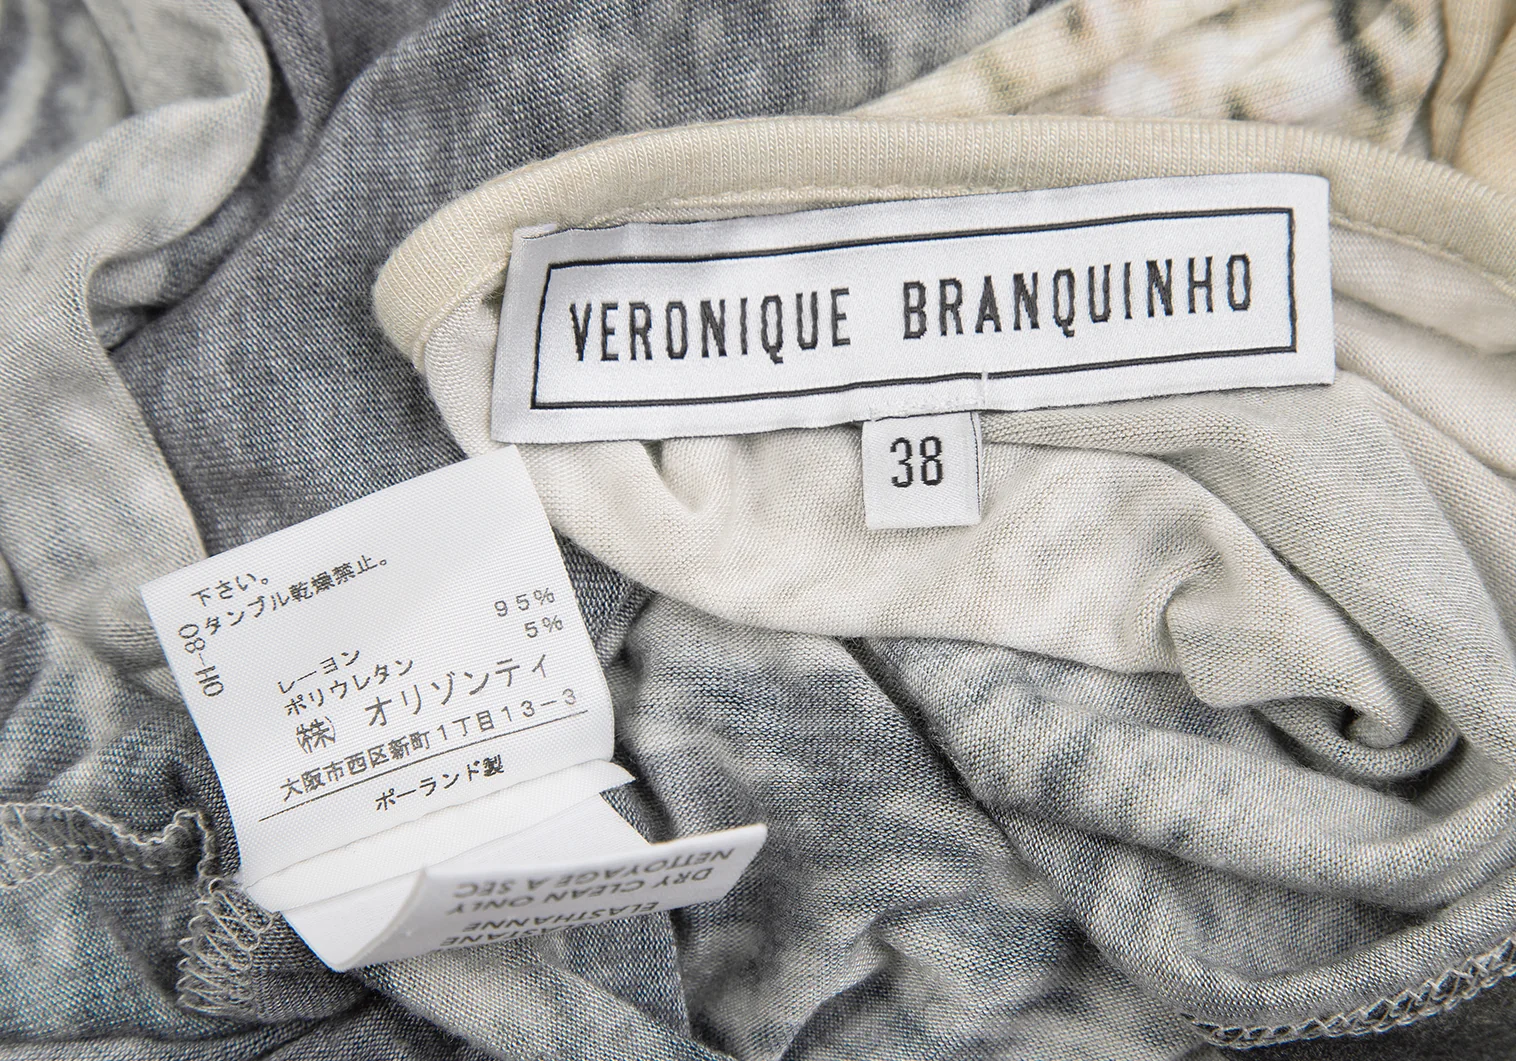 VERONIQUE BRANQUINHO
38
下さい。
タンブル乾燥禁止。
08-HO
95%
5%
レーヨン
ポリウレタン
㈱ オリゾンティ
大阪市西区新町1丁目13-3
ポーランド製
NETTOYAGE A SEC
DRY CLEAN ONLY
ELASTHANNE